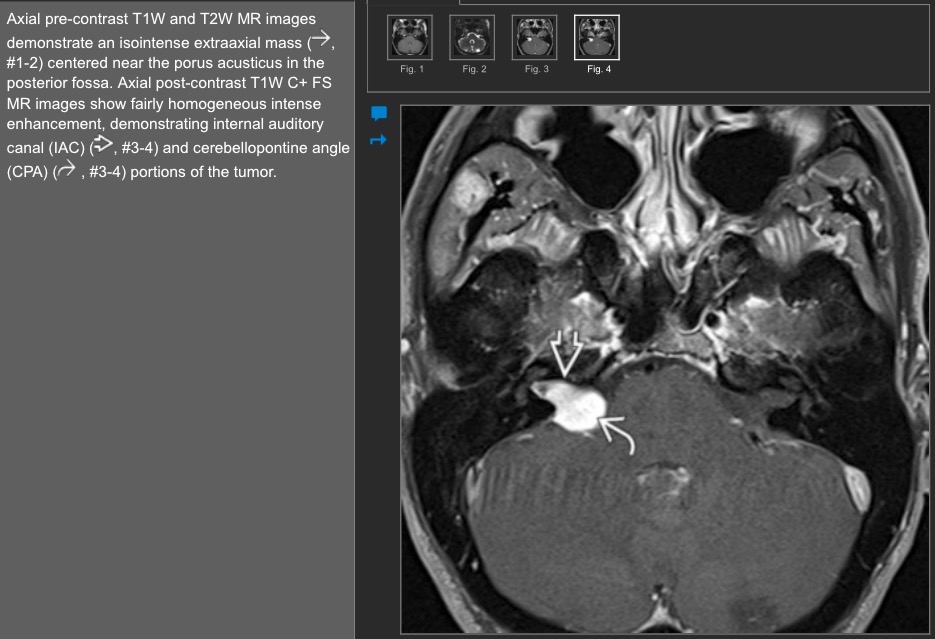 Axial pre-contrast T1W and T2W MR images
demonstrate an isointense extraaxial mass (→,
#1-2) centered near the porus acusticus in the
posterior fossa. Axial post-contrast T1W C+ FS
MR images show fairly homogeneous intense
enhancement, demonstrating internal auditory
canal (IAC) (⇨, #3-4) and cerebellopontine angle
(CPA) (↷, #3-4) portions of the tumor.
Fig. 1
Fig. 2
Fig. 3
Fig. 4